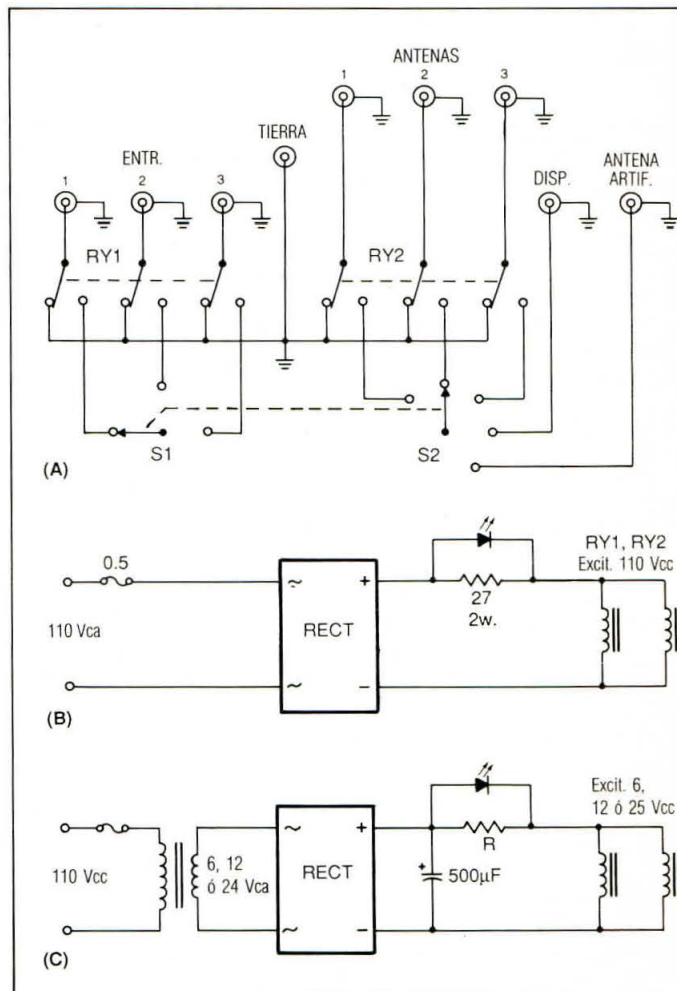 ANTENAS
1 2 3
TIERRA
ENTR.
1 2 3
DISP.
ANTENA
ARTIF.
RY1
RY2
S1
S2
(A)
0.5
110 Vca
~
~
RECT
+
−
27
2w.
RY1, RY2
Excit. 110 Vcc
(B)
110 Vcc
6, 12
ó 24 Vca
~
~
RECT
+
−
+
500µF
R
Excit. 6,
12 ó 25 Vcc
(C)